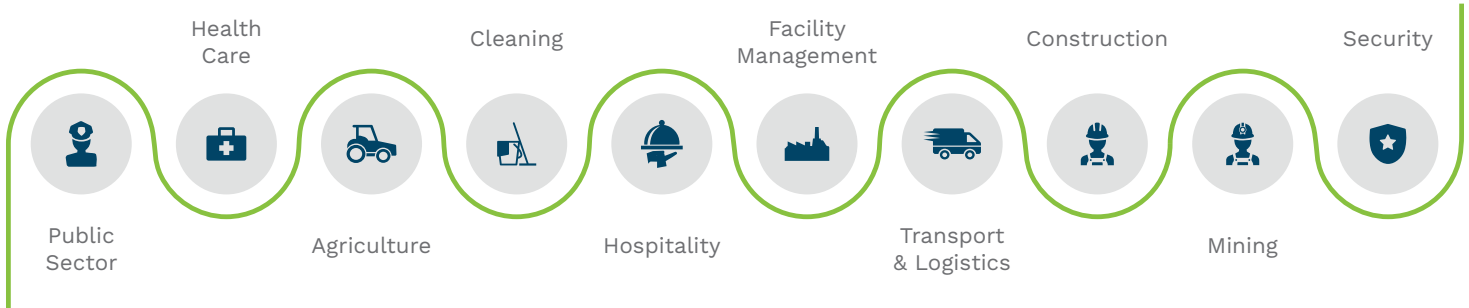 Health
Care
Cleaning
Facility
Management
Construction
Security
Public
Sector
Agriculture
Hospitality
Transport
& Logistics
Mining